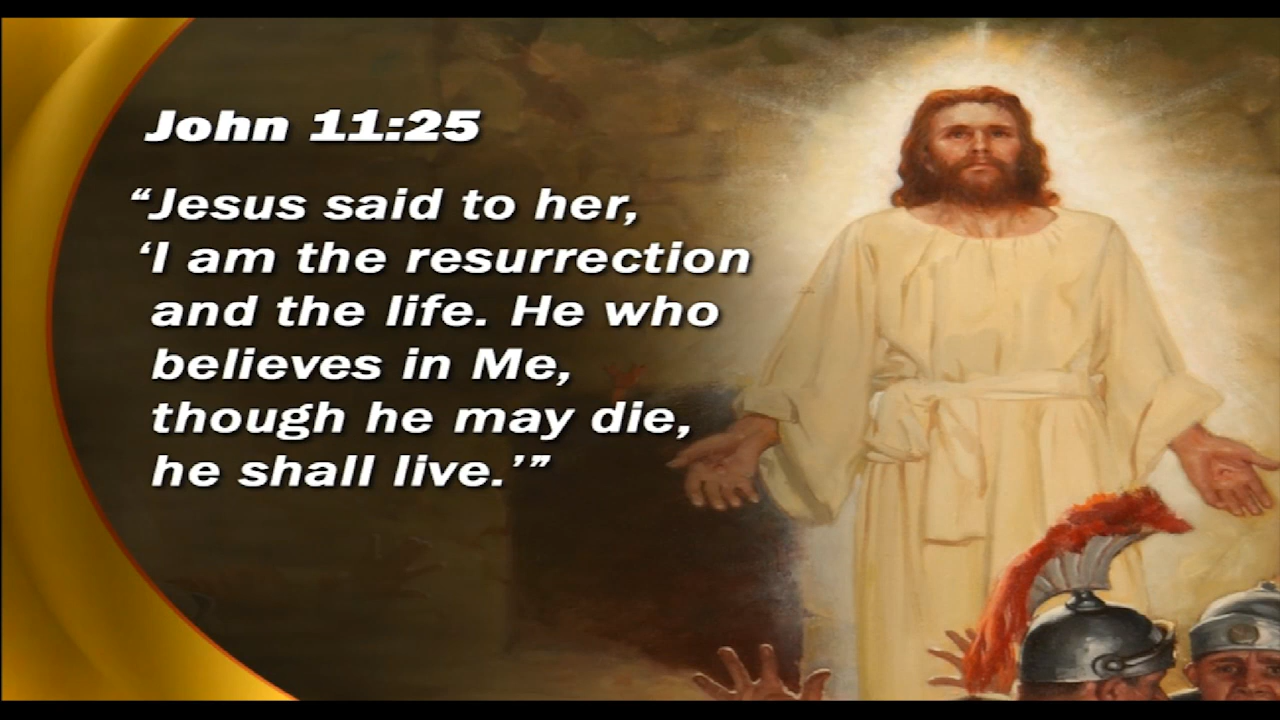 John 11:25
“Jesus said to her,
‘I am the resurrection
and the life. He who
believes in Me,
though he may die,
he shall live.’”